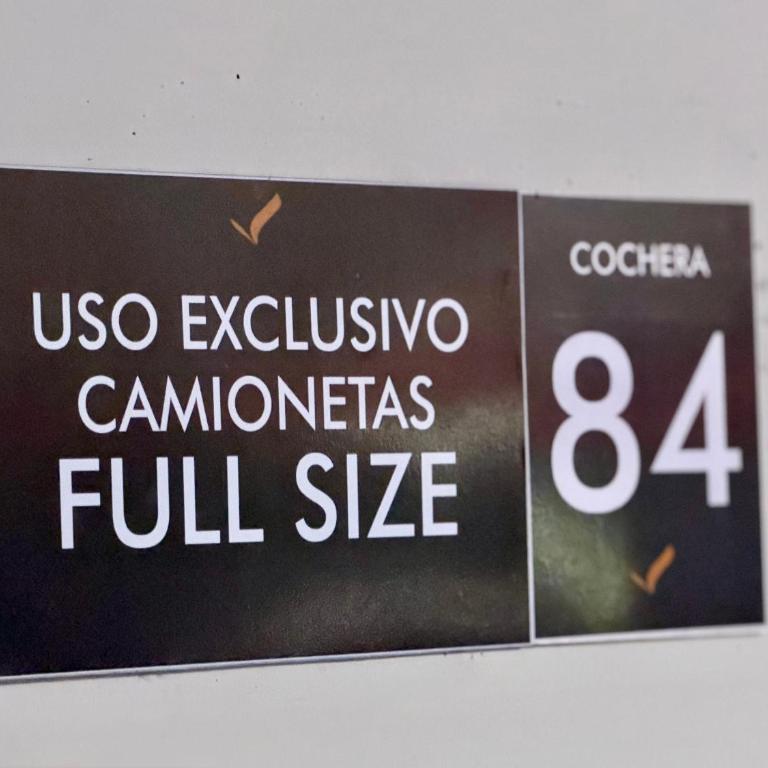 USO EXCLUSIVO
CAMIONETAS
FULL SIZE
COCHERA
84